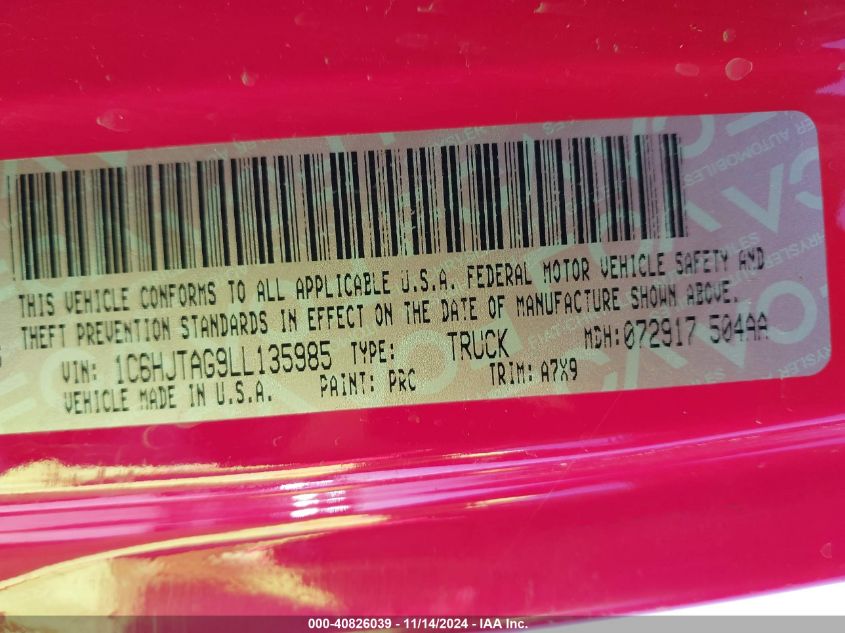 THIS VEHICLE CONFORMS TO ALL APPLICABLE U.S.A. FEDERAL MOTOR VEHICLE SAFETY AND
THEFT PREVENTION STANDARDS IN EFFECT ON THE DATE OF MANUFACTURE SHOWN ABOVE.
VIN: 1C6HJTAG9LL135985 TYPE: TRUCK MDH: 072917 504AA
VEHICLE MADE IN U.S.A. PAINT: PRC TRIM: A7X9
000-40826039 - 11/14/2024 - IAAI.com